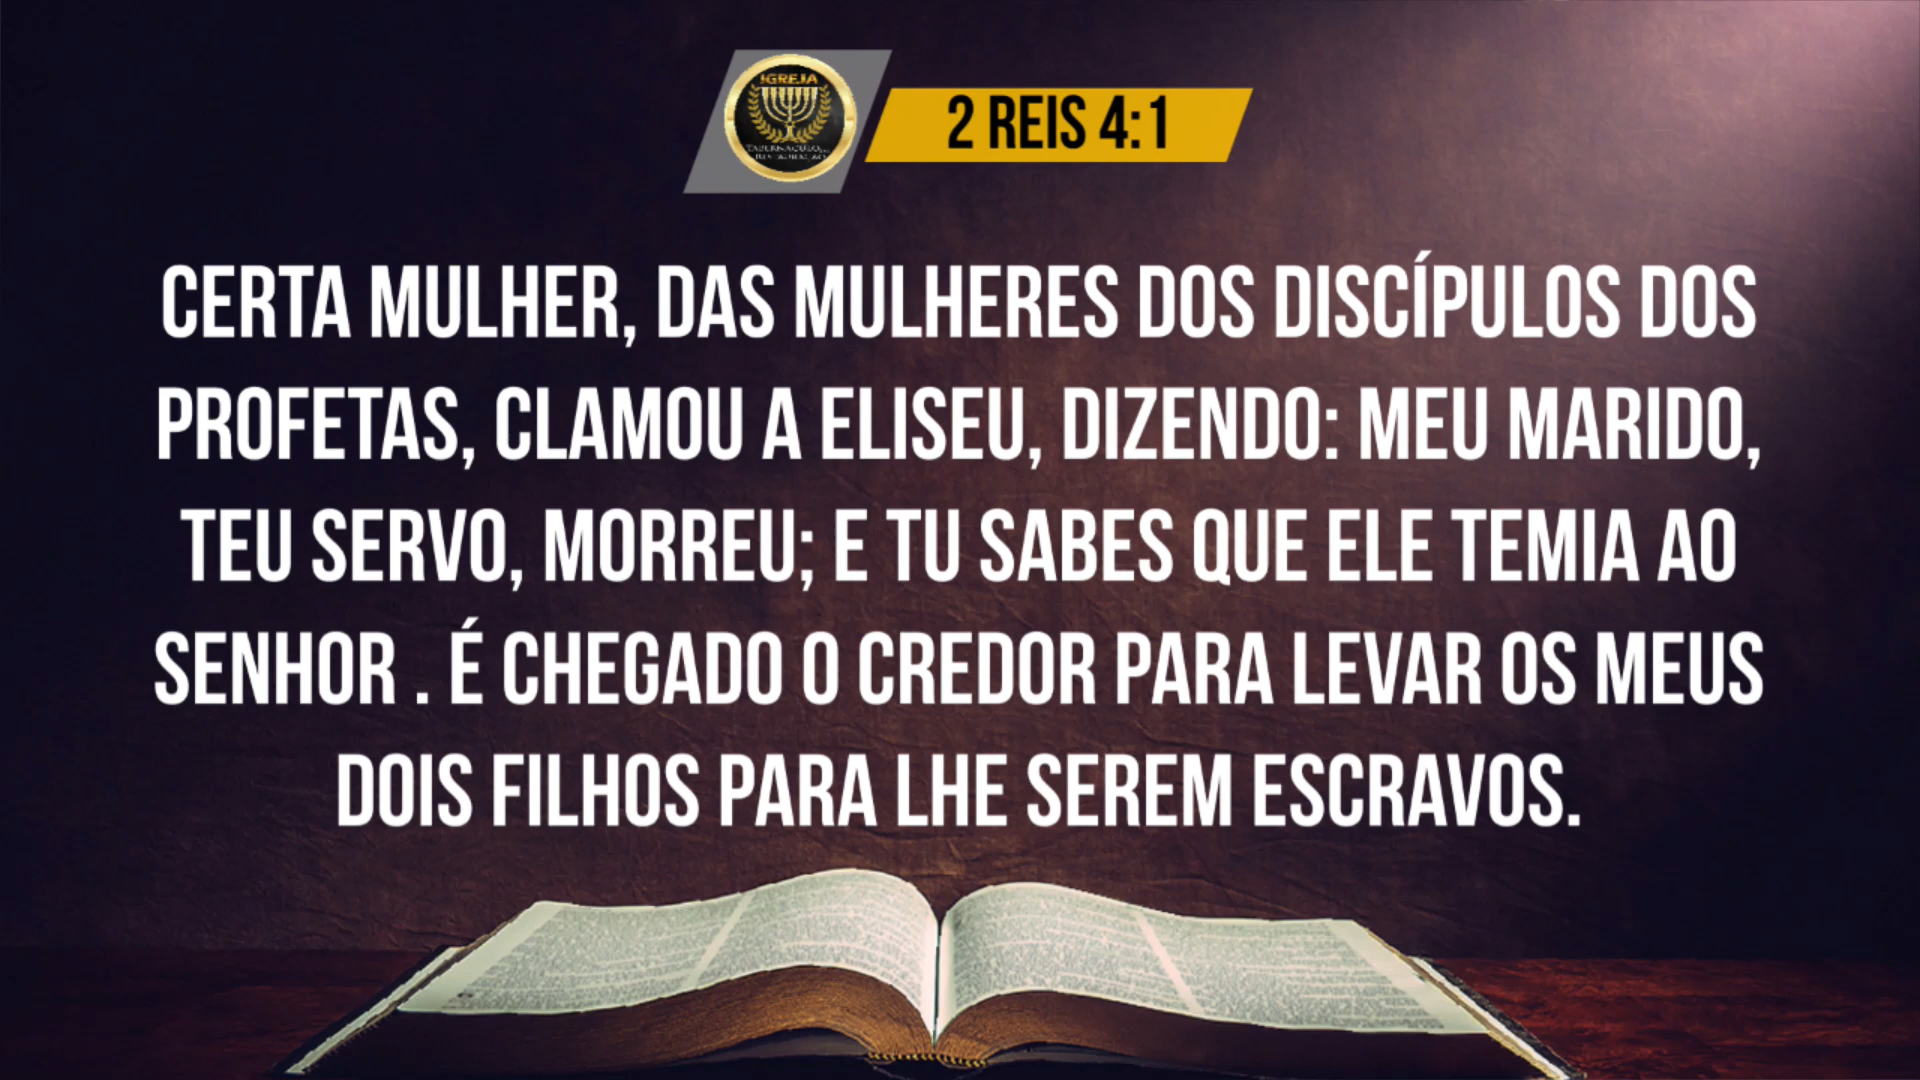 IGREJA
TABERNACULO
RESTAURAÇÃO
2 REIS 4:1
CERTA MULHER, DAS MULHERES DOS DISCÍPULOS DOS
PROFETAS, CLAMOU A ELISEU, DIZENDO: MEU MARIDO,
TEU SERVO, MORREU; E TU SABES QUE ELE TEMIA AO
SENHOR . É CHEGADO O CREDOR PARA LEVAR OS MEUS
DOIS FILHOS PARA LHE SEREM ESCRAVOS.